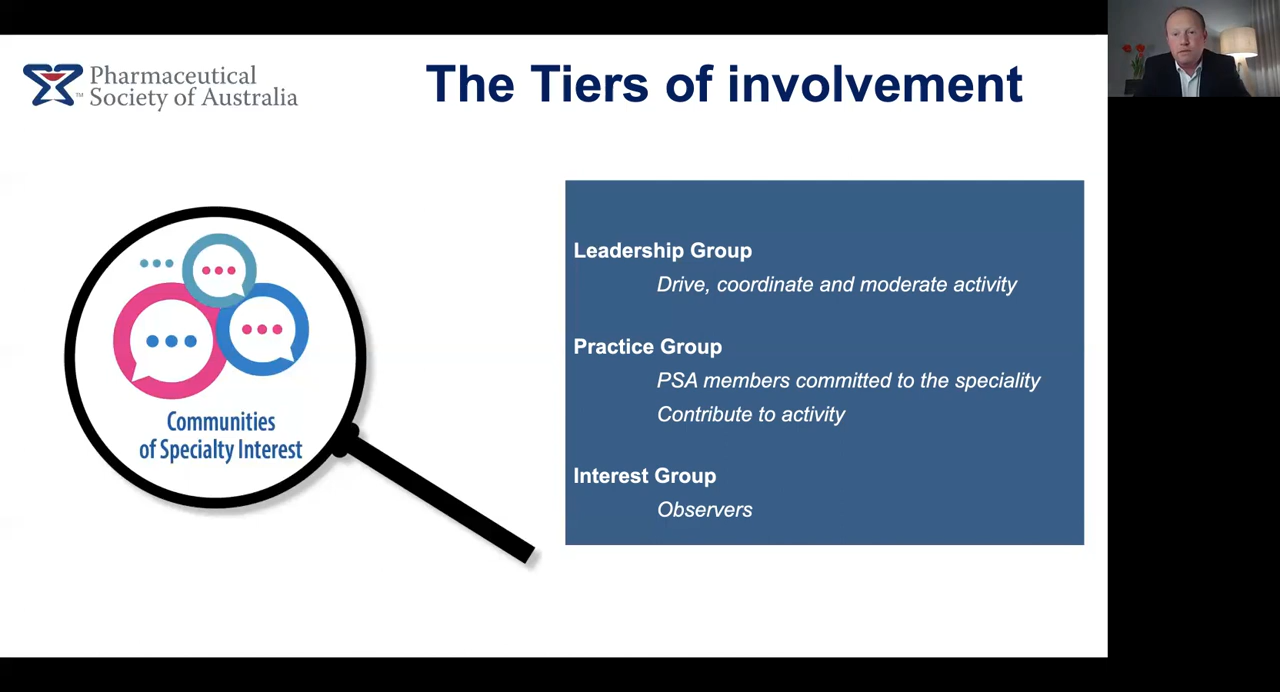 Pharmaceutical
Society of Australia
TM
The Tiers of involvement
Communities
of Specialty Interest
Leadership Group
Drive, coordinate and moderate activity
Practice Group
PSA members committed to the speciality
Contribute to activity
Interest Group
Observers